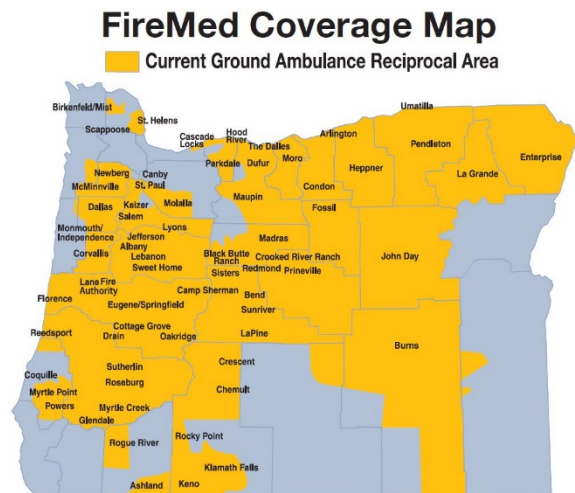 FireMed Coverage Map
Current Ground Ambulance Reciprocal Area
Umatilla
Birkenfeld/Mist
St. Helens
Scappoose
Cascade
Locks
Hood
River
The Dalles
Arlington
Pendleton
Enterprise
Parkdale
Dufur
Moro
Heppner
La Grande
Newberg
Canby
McMinnville
St. Paul
Condon
Maupin
Dallas
Keizer
Salem
Molalla
Fossil
Monmouth/
Independence
Jefferson
Lyons
Albany
Corvallis
Lebanon
Sweet Home
Black Butte
Ranch
Sisters
Madras
Crooked River Ranch
Redmond
Prineville
John Day
Lane Fire
Authority
Camp Sherman
Florence
Eugene/Springfield
Bend
Sunriver
Reedsport
Cottage Grove
Drain
Oakridge
LaPine
Burns
Coquille
Sutherlin
Roseburg
Crescent
Myrtle Point
Powers
Chemult
Myrtle Creek
Glendale
Rogue River
Rocky Point
Klamath Falls
Ashland
Keno